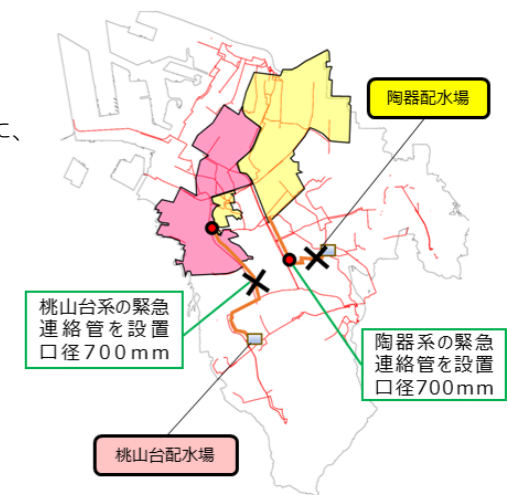 に、
陶器配水場
桃山台系の緊急
連絡管を設置
口径700mm
陶器系の緊急
連絡管を設置
口径700mm
桃山台配水場